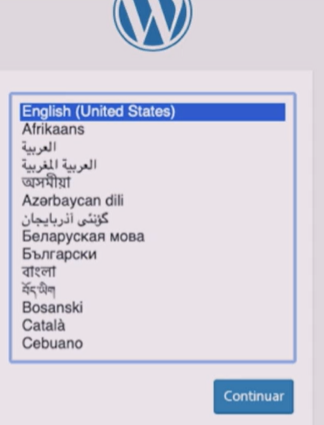 English (United States)
Afrikaans
العربية
العربية المغربية
অসমীয়া
Azərbaycan dili
گؤنئی آذربایجان
Беларуская мова
Български
বাংলা
བོད་ཡིག
Bosanski
Català
Cebuano
Continuar